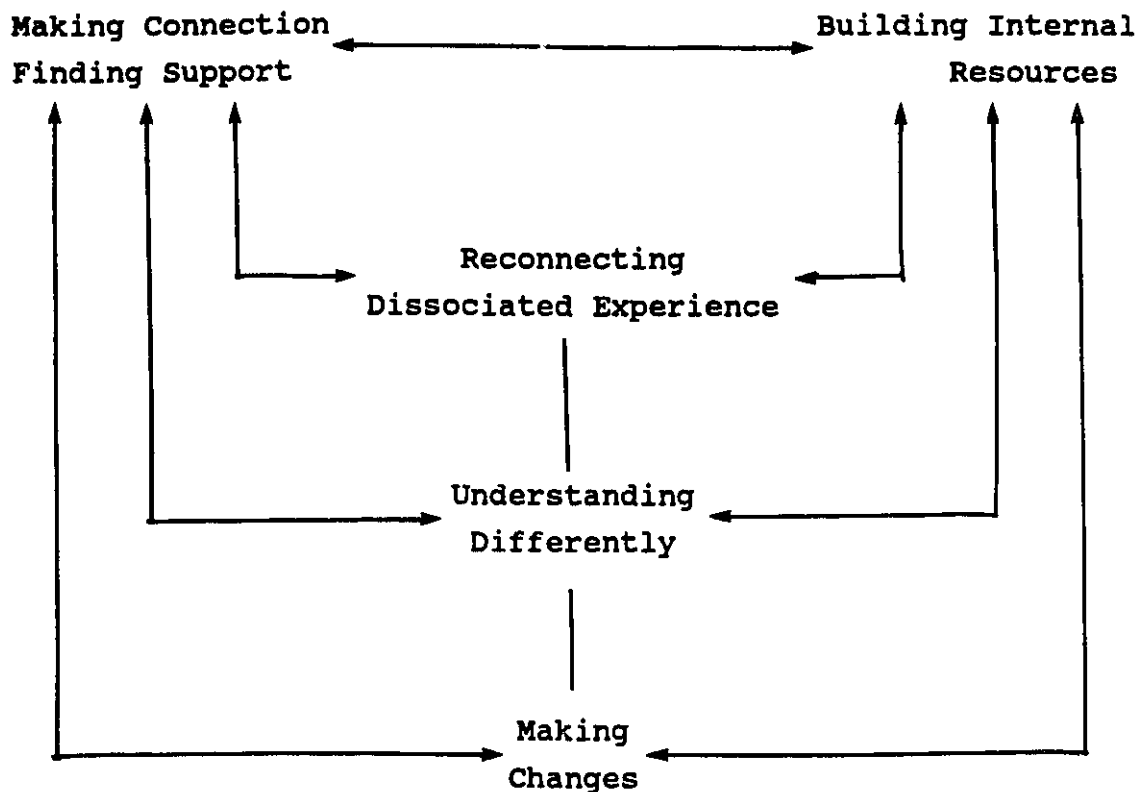 Making Connection
Finding Support
Building Internal
Resources
Reconnecting
Dissociated Experience
Understanding
Differently
Making
Changes